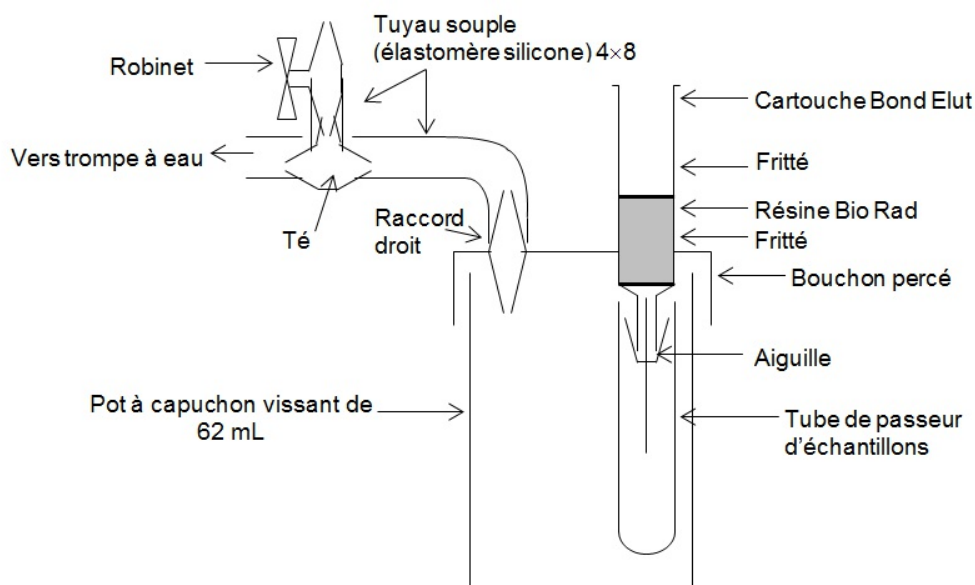 Tuyau souple
(élastomère silicone) 4×8
Robinet
Cartouche Bond Elut
Vers trompe à eau
Fritté
Té
Raccord
droit
Résine Bio Rad
Fritté
Bouchon percé
Aiguille
Pot à capuchon vissant de
62 mL
Tube de passeur
d'échantillons